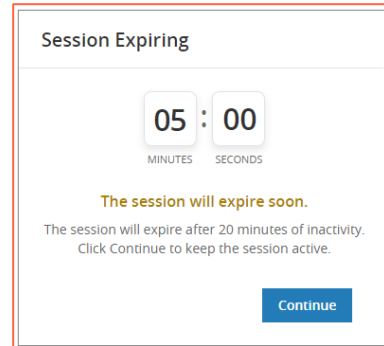 Session Expiring
05 : 00
MINUTES SECONDS
The session will expire soon.
The session will expire after 20 minutes of inactivity.
Click Continue to keep the session active.
Continue